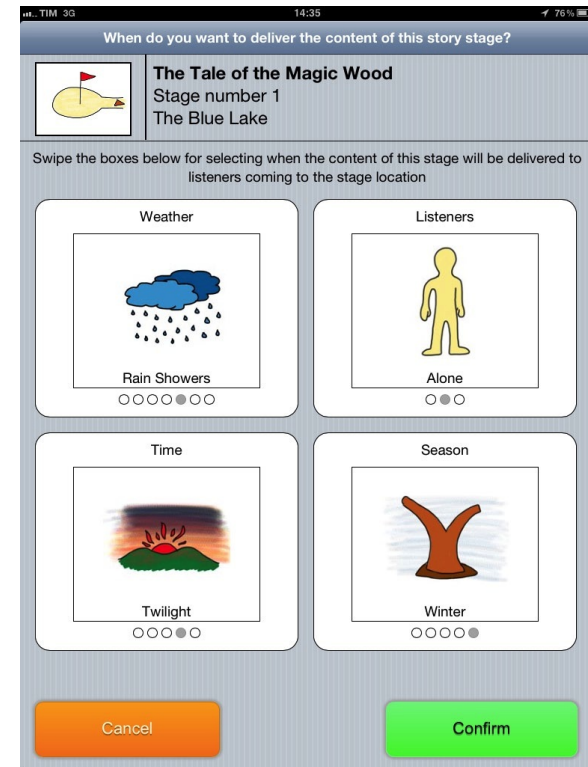 TIM 3G 14:35 76%
When do you want to deliver the content of this story stage?
The Tale of the Magic Wood
Stage number 1
The Blue Lake
Swipe the boxes below for selecting when the content of this stage will be delivered to
listeners coming to the stage location
Weather
Rain Showers
Listeners
Alone
Time
Twilight
Season
Winter
Cancel
Confirm